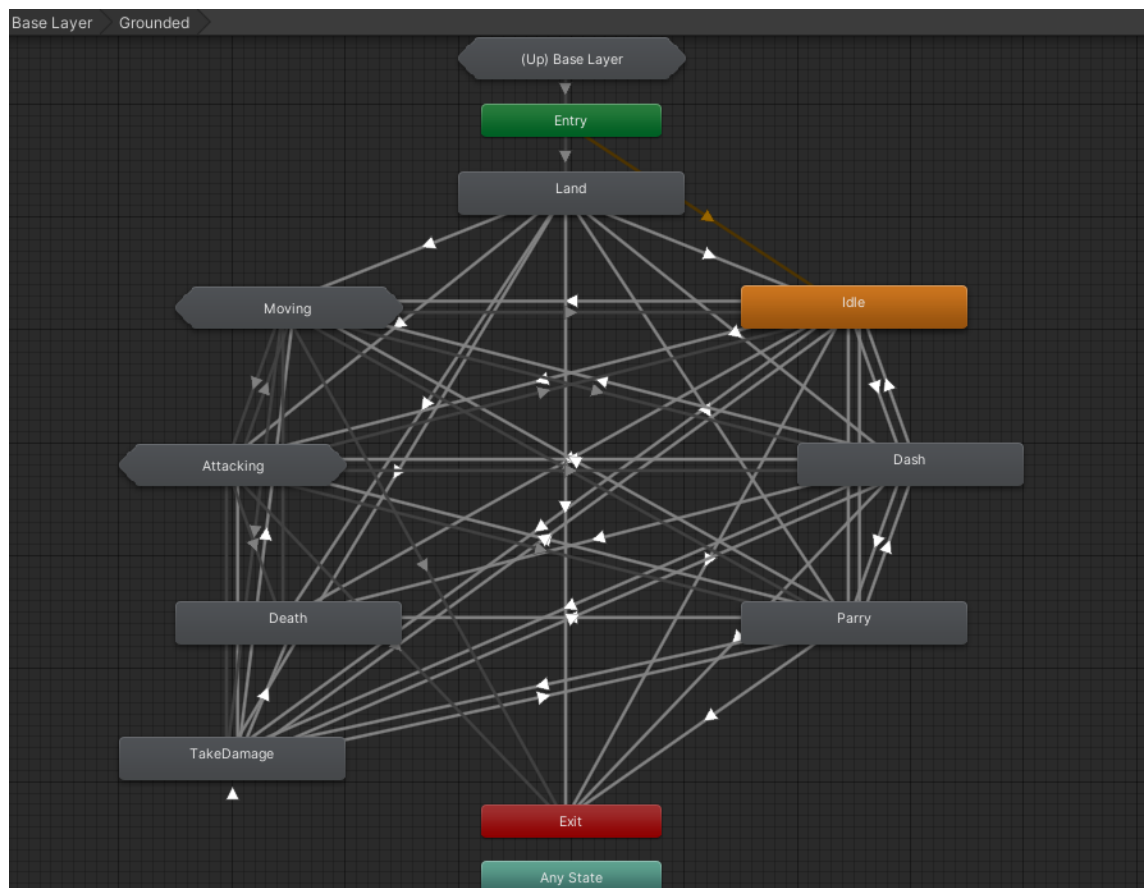 Base Layer Grounded
(Up) Base Layer
Entry
Land
Moving
Idle
Attacking
Dash
Death
Parry
TakeDamage
Exit
Any State